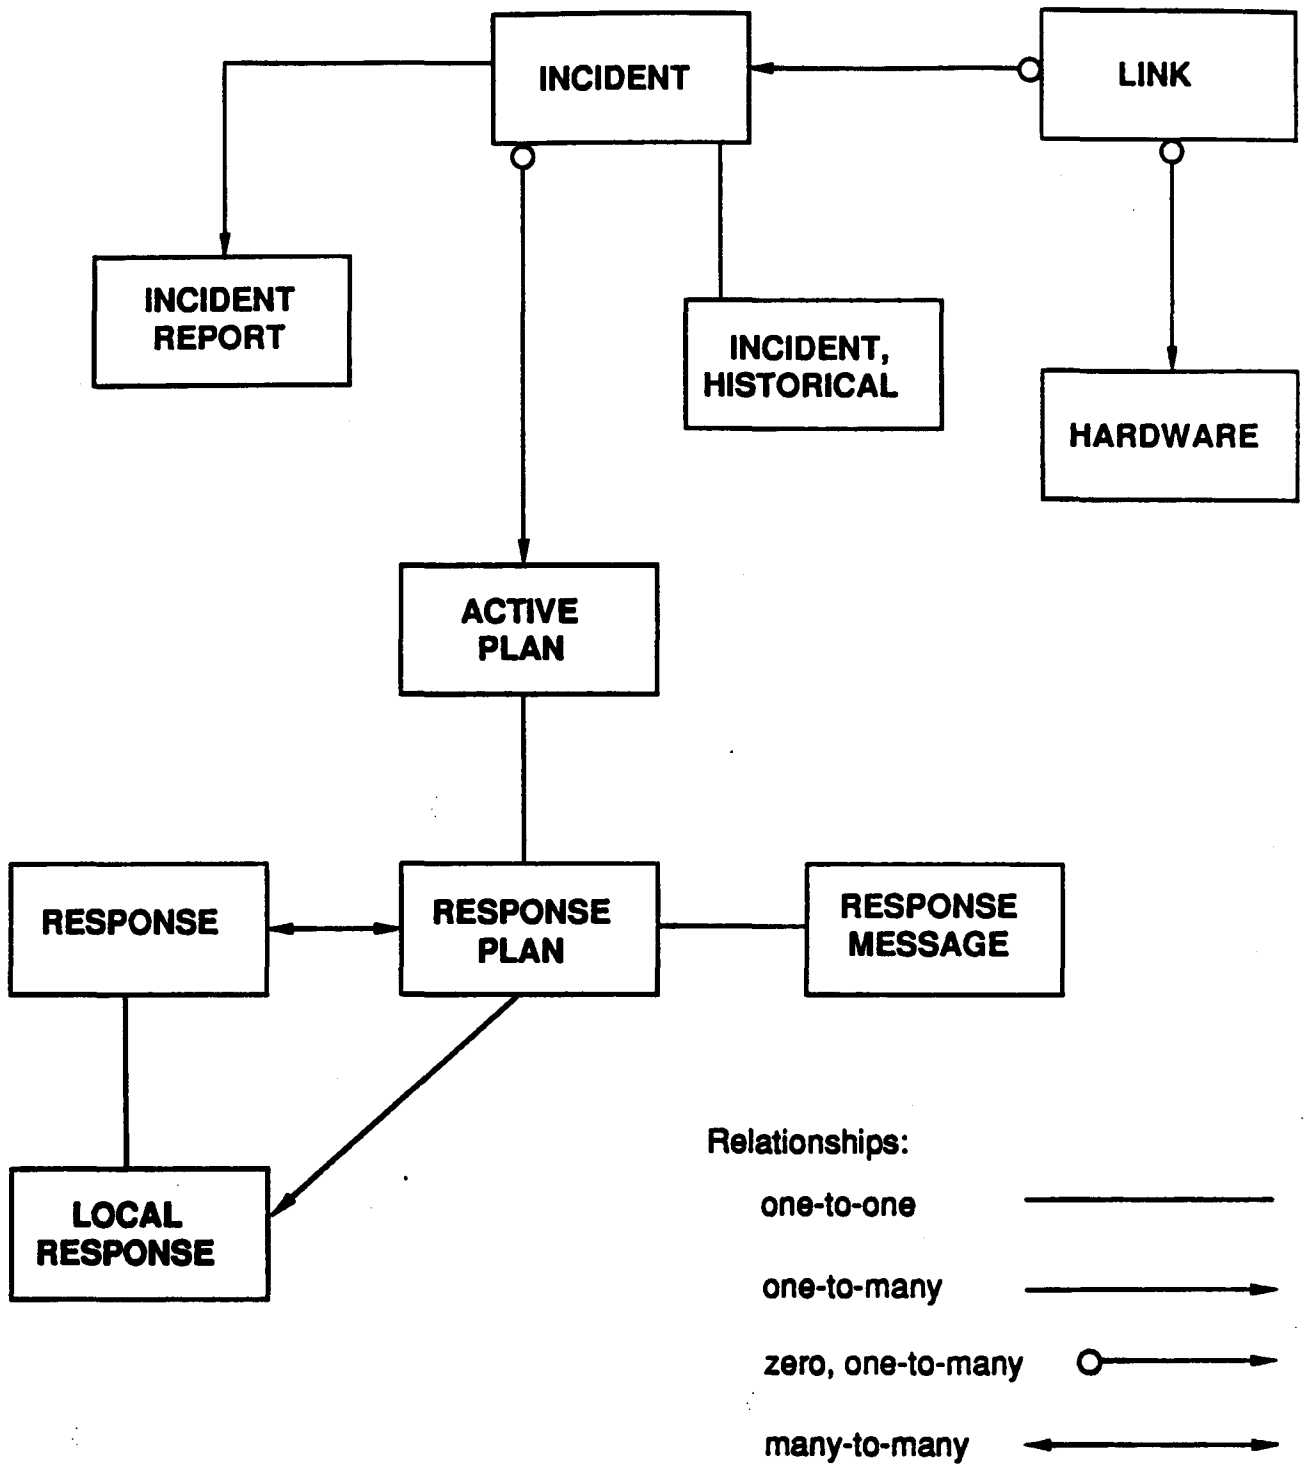 INCIDENT
LINK
INCIDENT
REPORT
INCIDENT,
HISTORICAL
HARDWARE
ACTIVE
PLAN
RESPONSE
RESPONSE
PLAN
RESPONSE
MESSAGE
LOCAL
RESPONSE
Relationships:
one-to-one
one-to-many
zero, one-to-many
many-to-many